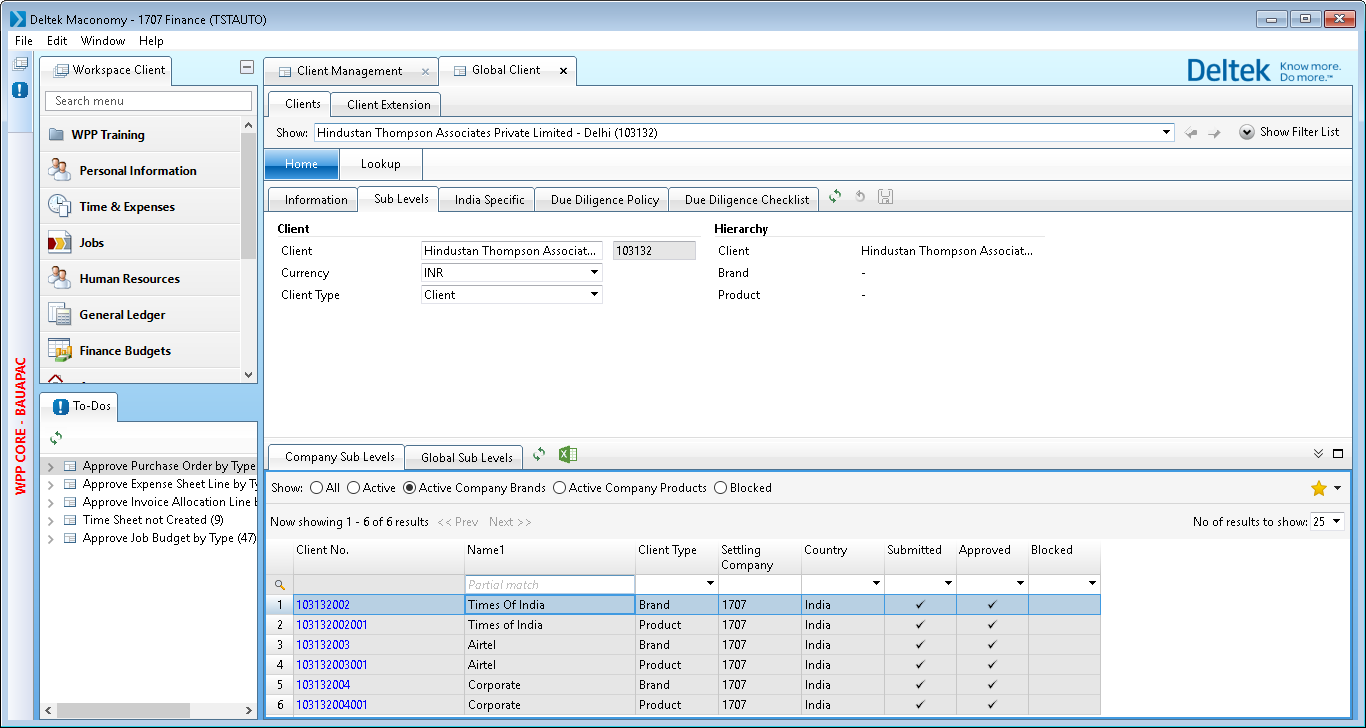 Deltek Maconomy - 1707 Finance (TSTAUTO)
File Edit Window Help
Workspace Client
Client Management
Global Client
Deltek Know more. Do more.™
Search menu
Clients
Client Extension
WPP Training
Show: Hindustan Thompson Associates Private Limited - Delhi (103132)
Show Filter List
Personal Information
Home
Lookup
Time & Expenses
Information
Sub Levels
India Specific
Due Diligence Policy
Due Diligence Checklist
Jobs
Human Resources
General Ledger
Finance Budgets
Client
Hierarchy
Client Hindustan Thompson Associat... 103132
Client Hindustan Thompson Associat...
Currency INR
Brand -
Client Type Client
Product -
WPP CORE - BAUAPAC
To-Dos
Approve Purchase Order by Type
Approve Expense Sheet Line by Ty
Approve Invoice Allocation Line b
Time Sheet not Created (9)
Approve Job Budget by Type (47)
Company Sub Levels
Global Sub Levels
Show: All Active Active Company Brands Active Company Products Blocked
Now showing 1 - 6 of 6 results << Prev Next >>
No of results to show: 25
Client No. Name1 Client Type Settling Company Country Submitted Approved Blocked
Partial match
1 103132002 Times Of India Brand 1707 India ✓ ✓
2 103132002001 Times of India Product 1707 India ✓ ✓
3 103132003 Airtel Brand 1707 India ✓ ✓
4 103132003001 Airtel Product 1707 India ✓ ✓
5 103132004 Corporate Brand 1707 India ✓ ✓
6 103132004001 Corporate Product 1707 India ✓ ✓